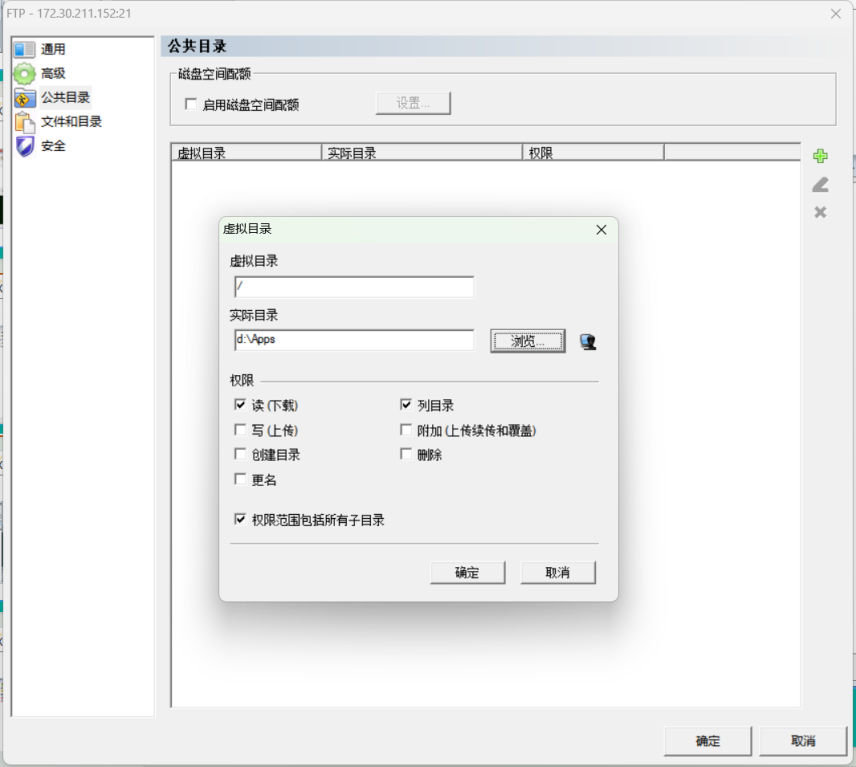 FTP - 172.30.211.152:21
通用
高级
公共目录
文件和目录
安全
公共目录
磁盘空间配额
启用磁盘空间配额
设置...
虚拟目录 实际目录 权限
虚拟目录
虚拟目录
/
实际目录
d:\Apps
浏览...
权限
读(下载) 列目录
写(上传) 附加(上传续传和覆盖)
创建目录 删除
更名
权限范围包括所有子目录
确定 取消
确定 取消